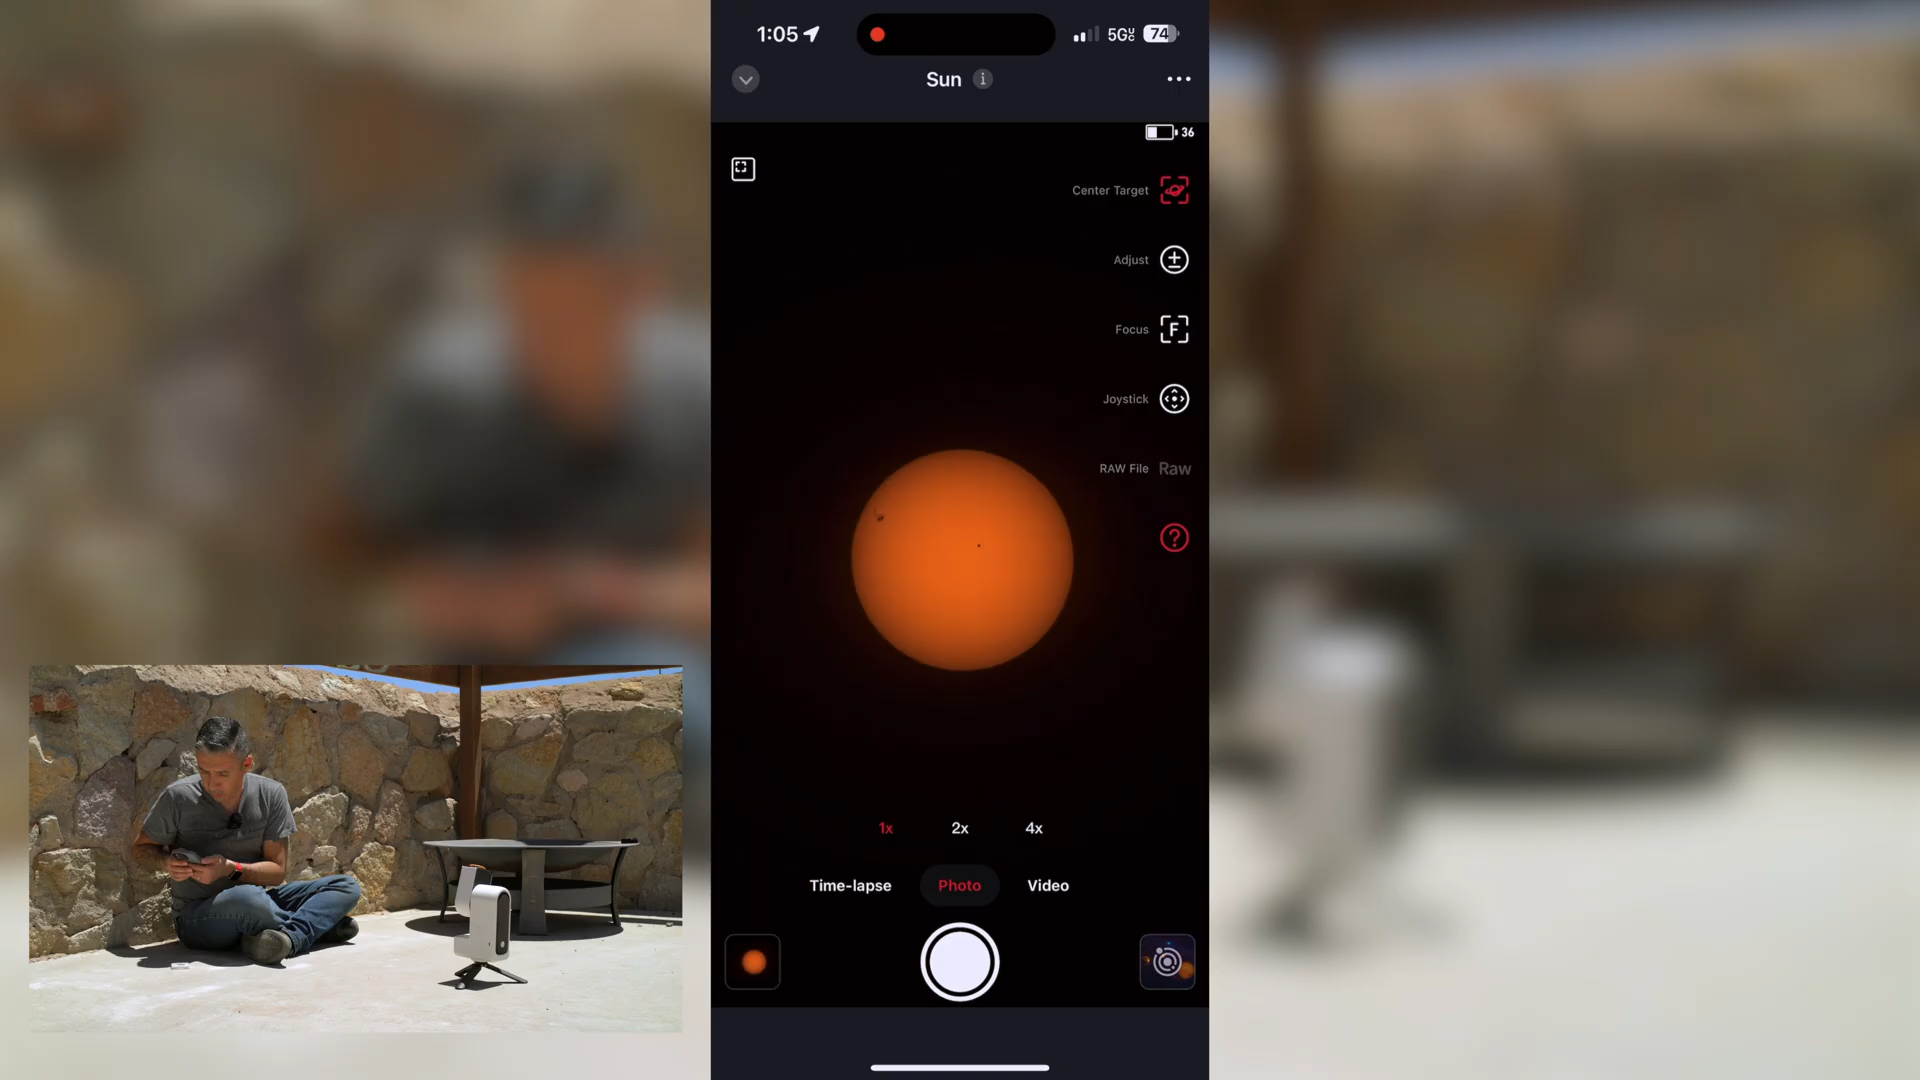 1:05 5GUC 74
Sun
36
Center Target
Adjust
Focus F
Joystick
RAW File Raw
?
1x 2x 4x
Time-lapse Photo Video